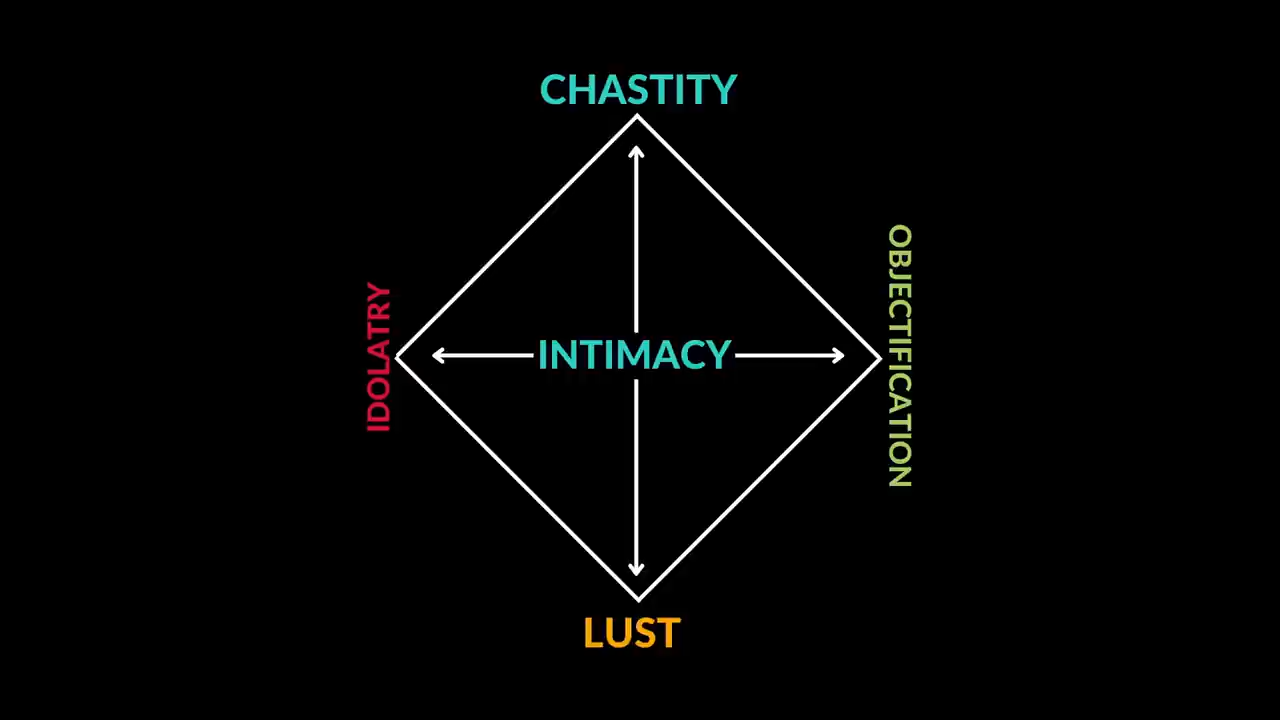 CHASTITY
IDOLATRY
INTIMACY
OBJECTIFICATION
LUST